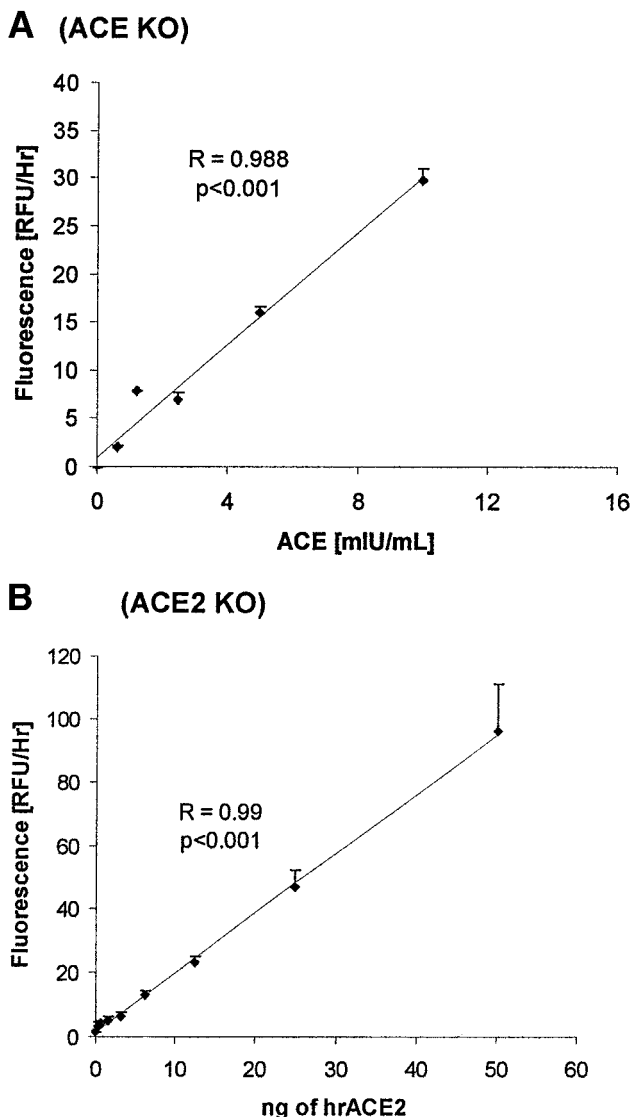 A (ACE KO)
40
35
30
25
20
15
10
5
0
Fluorescence [RFU/Hr]
R = 0.988
p<0.001
0 4 8 12 16
ACE [mIU/mL]
B (ACE2 KO)
120
100
80
60
40
20
0
Fluorescence [RFU/Hr]
R = 0.99
p<0.001
0 10 20 30 40 50 60
ng of hrACE2